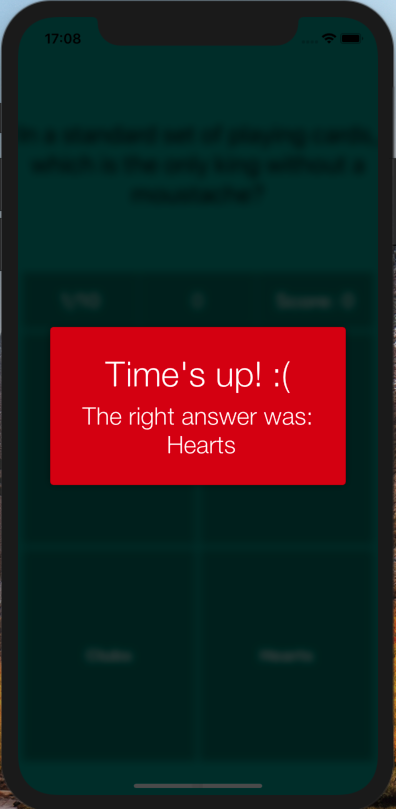 17:08
In a standard set of playing cards,
which is the only king without a
moustache?
1/10
0
Score: 0
Time's up! :(
The right answer was:
Hearts
Clubs
Hearts